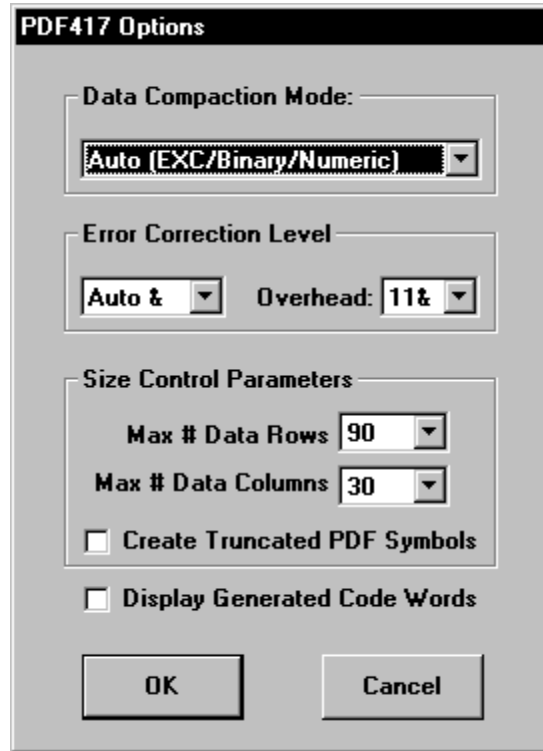 PDF417 Options
Data Compaction Mode:
Auto (EXC/Binary/Numeric)
Error Correction Level
Auto & Overhead: 11&
Size Control Parameters
Max # Data Rows 90
Max # Data Columns 30
Create Truncated PDF Symbols
Display Generated Code Words
OK Cancel